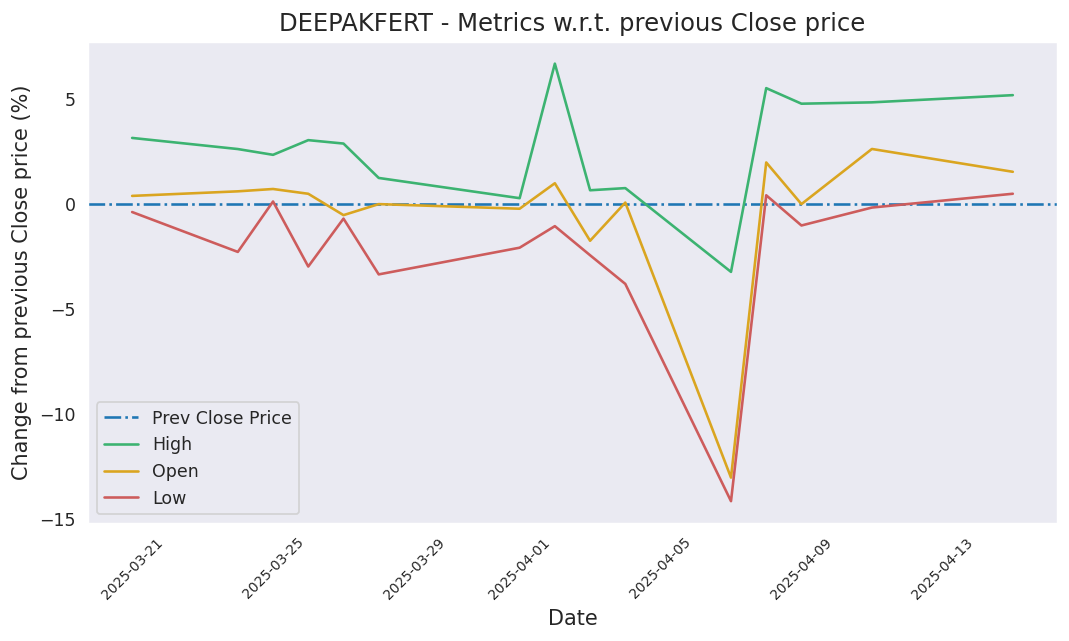 DEEPAKFERT - Metrics w.r.t. previous Close price
Change from previous Close price (%)
5
0
−5
−10
−15
Prev Close Price
High
Open
Low
2025-03-21
2025-03-25
2025-03-29
2025-04-01
2025-04-05
2025-04-09
2025-04-13
Date